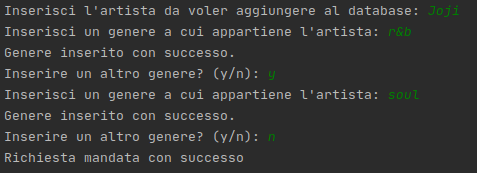 Inserisci l'artista da voler aggiungere al database: Joji
Inserisci un genere a cui appartiene l'artista: r&b
Genere inserito con successo.
Inserire un altro genere? (y/n): y
Inserisci un genere a cui appartiene l'artista: soul
Genere inserito con successo.
Inserire un altro genere? (y/n): n
Richiesta mandata con successo